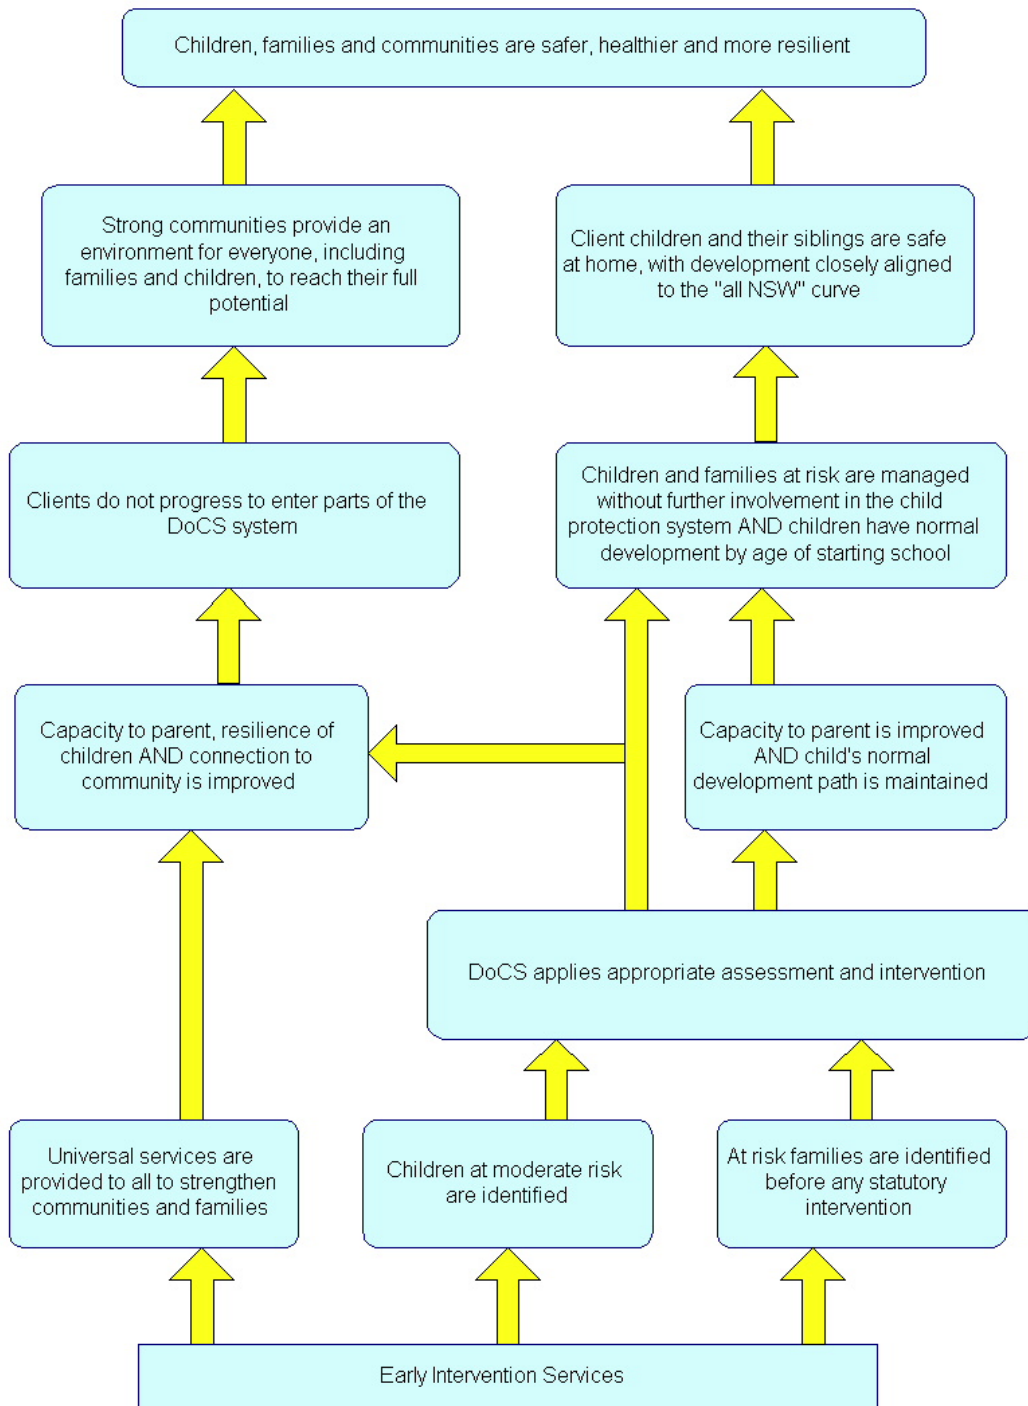 Children, families and communities are safer, healthier and more resilient
Strong communities provide an
environment for everyone, including
families and children, to reach their full
potential
Client children and their siblings are safe
at home, with development closely aligned
to the "all NSW" curve
Clients do not progress to enter parts of the
DoCS system
Children and families at risk are managed
without further involvement in the child
protection system AND children have normal
development by age of starting school
Capacity to parent, resilience of
children AND connection to
community is improved
Capacity to parent is improved
AND child's normal
development path is maintained
DoCS applies appropriate assessment and intervention
Universal services are
provided to all to strengthen
communities and families
Children at moderate risk
are identified
At risk families are identified
before any statutory
intervention
Early Intervention Services